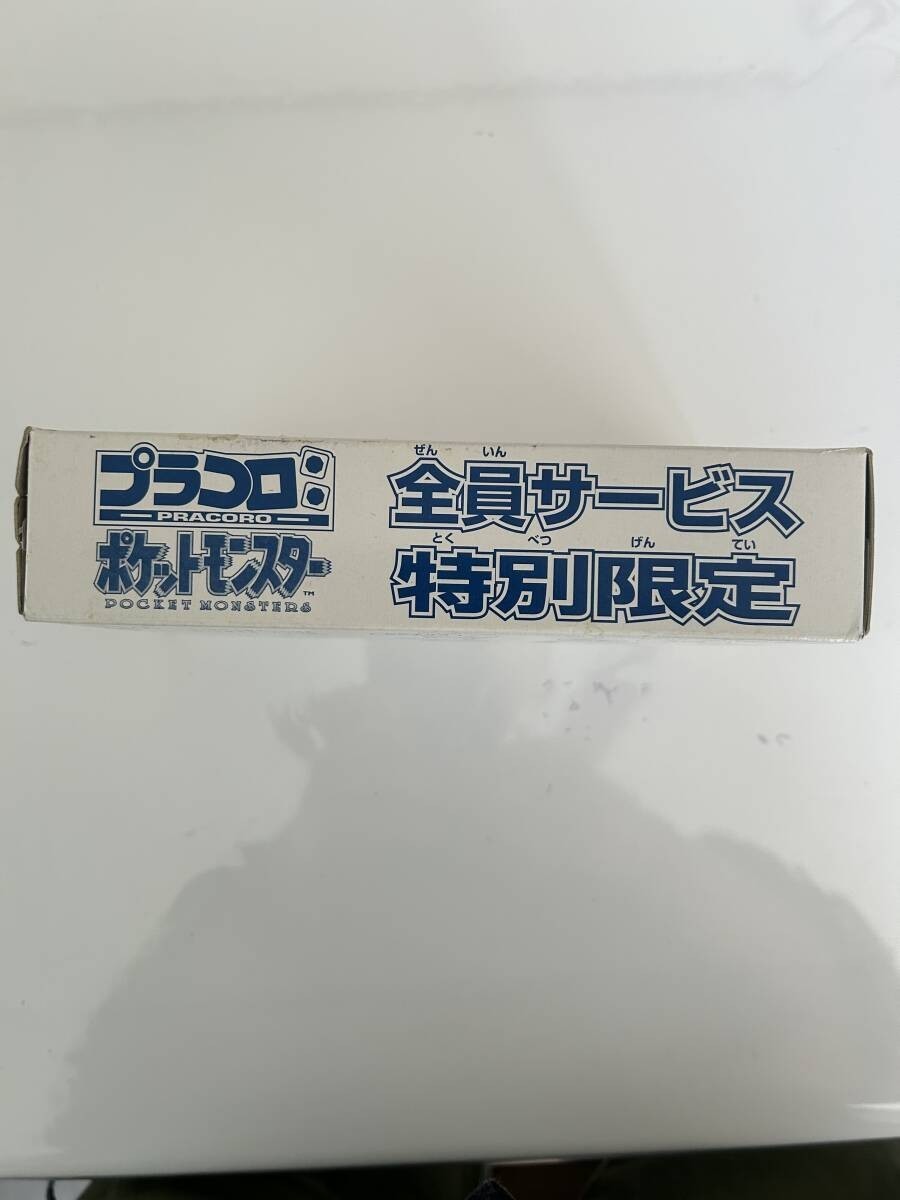 プラコロ
PRACORO
ポケットモンスター™
POCKET MONSTERS
ぜん いん
全員サービス
とく べつ げん てい
特別限定